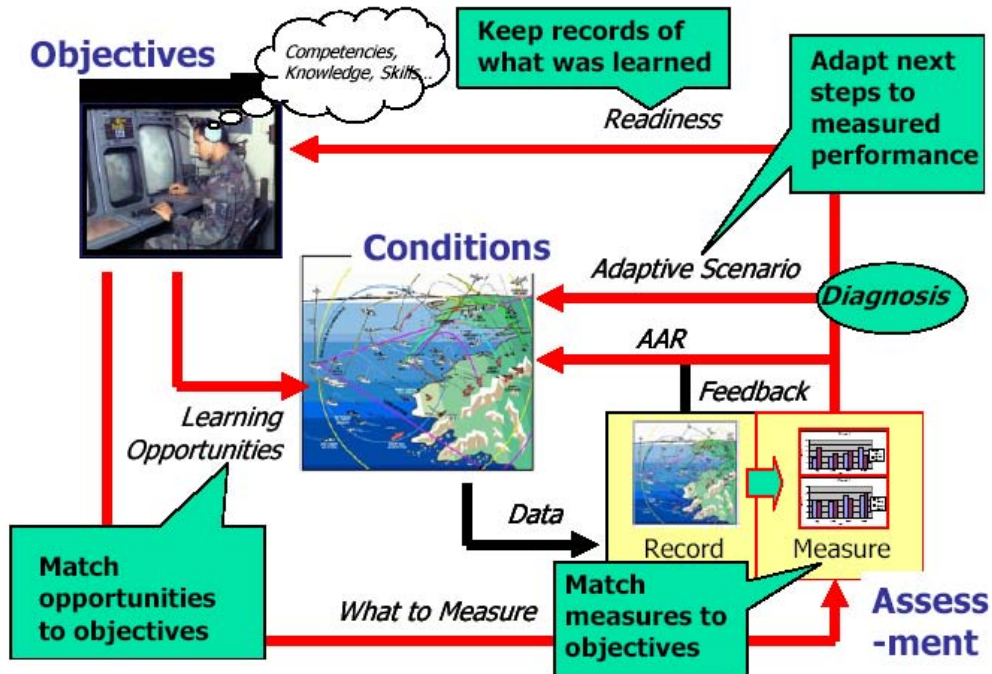 Objectives
Competencies,
Knowledge, Skills...
Keep records of
what was learned
Adapt next
steps to
measured
performance
Readiness
Conditions
Adaptive Scenario
Diagnosis
AAR
Feedback
Learning
Opportunities
Data
Record
Measure
Match
opportunities
to objectives
What to Measure
Match
measures to
objectives
Assess
-ment